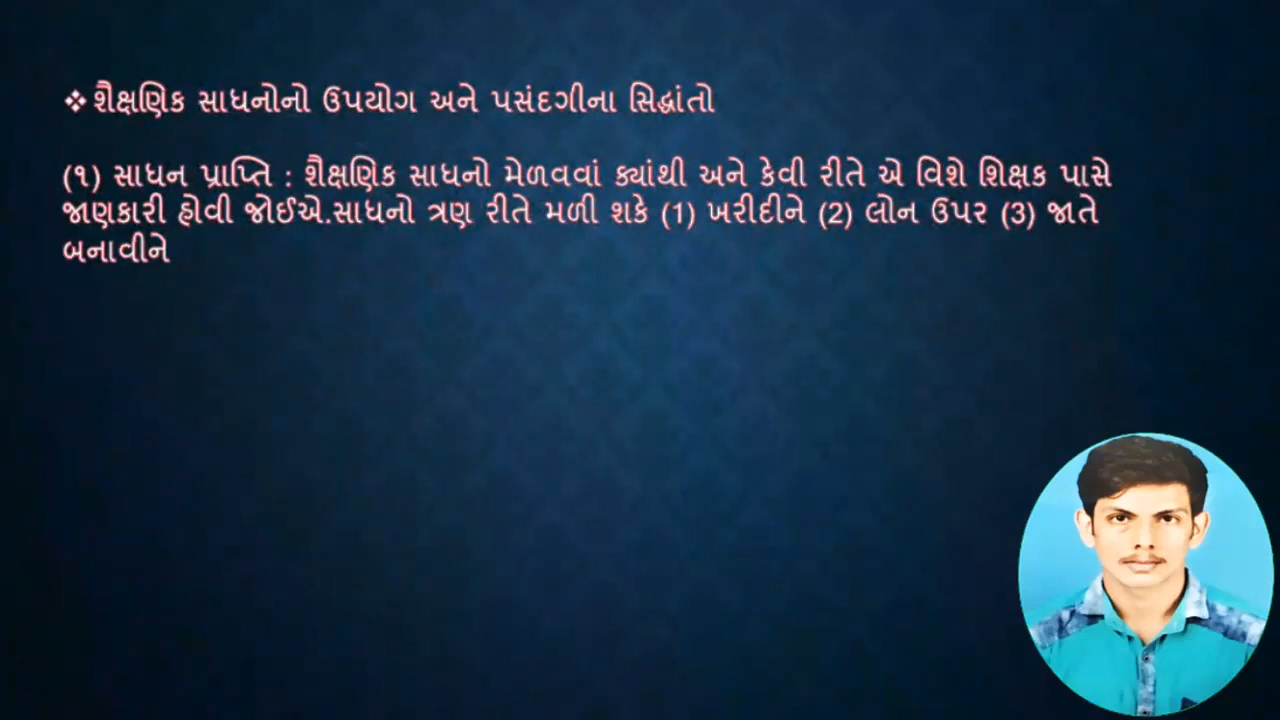 ❖શૈક્ષણિક સાધનોનો ઉપયોગ અને પસંદગીના સિદ્ધાંતો
(૧) સાધન પ્રાપ્તિ : શૈક્ષણિક સાધનો મેળવવાં ક્યાંથી અને કેવી રીતે એ વિશે શિક્ષક પાસે
જાણકારી હોવી જોઈએ.સાધનો ત્રણ રીતે મળી શકે (1) ખરીદીને (2) લોન ઉપર (3) જાતે
બનાવીને